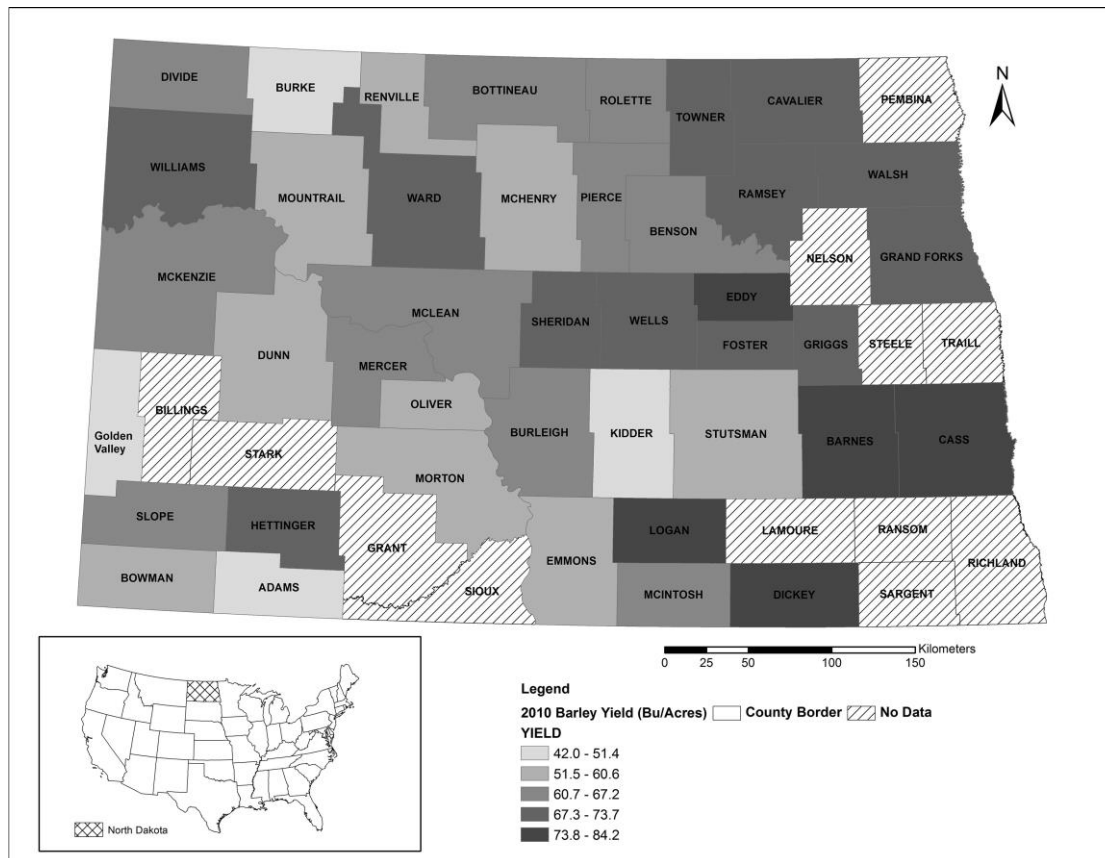 N
DIVIDE
BURKE
RENVILLE
BOTTINEAU
ROLETTE
TOWNER
CAVALIER
PEMBINA
WILLIAMS
MOUNTRAIL
WARD
MCHENRY
PIERCE
BENSON
RAMSEY
WALSH
NELSON
GRAND FORKS
MCKENZIE
DUNN
MCLEAN
MERCER
OLIVER
SHERIDAN
WELLS
EDDY
FOSTER
GRIGGS
STEELE
TRAILL
Golden
Valley
BILLINGS
STARK
MORTON
BURLEIGH
KIDDER
STUTSMAN
BARNES
CASS
SLOPE
HETTINGER
GRANT
EMMONS
LOGAN
LAMOURE
RANSOM
RICHLAND
BOWMAN
ADAMS
SIOUX
MCINTOSH
DICKEY
SARGENT
Kilometers
0 25 50 100 150
Legend
2010 Barley Yield (Bu/Acres) County Border No Data
YIELD
42.0 - 51.4
51.5 - 60.6
60.7 - 67.2
67.3 - 73.7
73.8 - 84.2
North Dakota